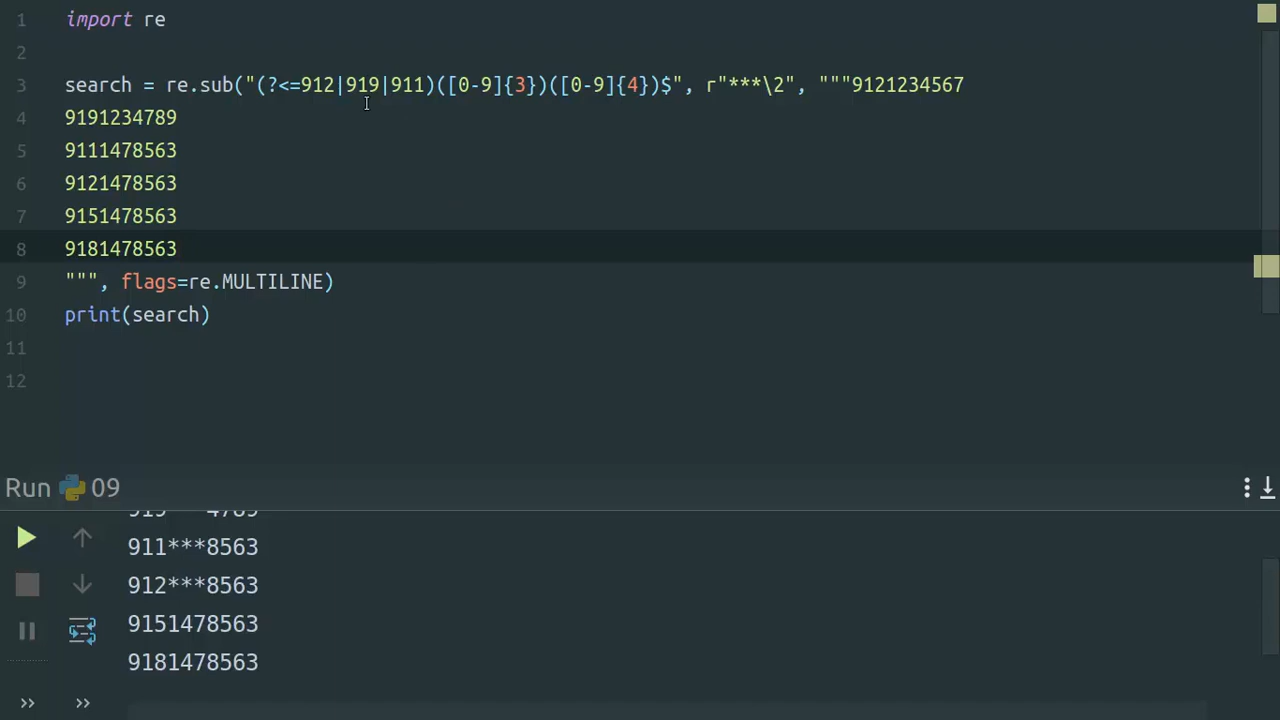 1 import re
2
3 search = re.sub("(?<=912|919|911)([0-9]{3})([0-9]{4})$", r"***\2", """9121234567
4 9191234789
5 9111478563
6 9121478563
7 9151478563
8 9181478563
9 """, flags=re.MULTILINE)
10 print(search)
11
12
Run 09
911***8563
912***8563
9151478563
9181478563